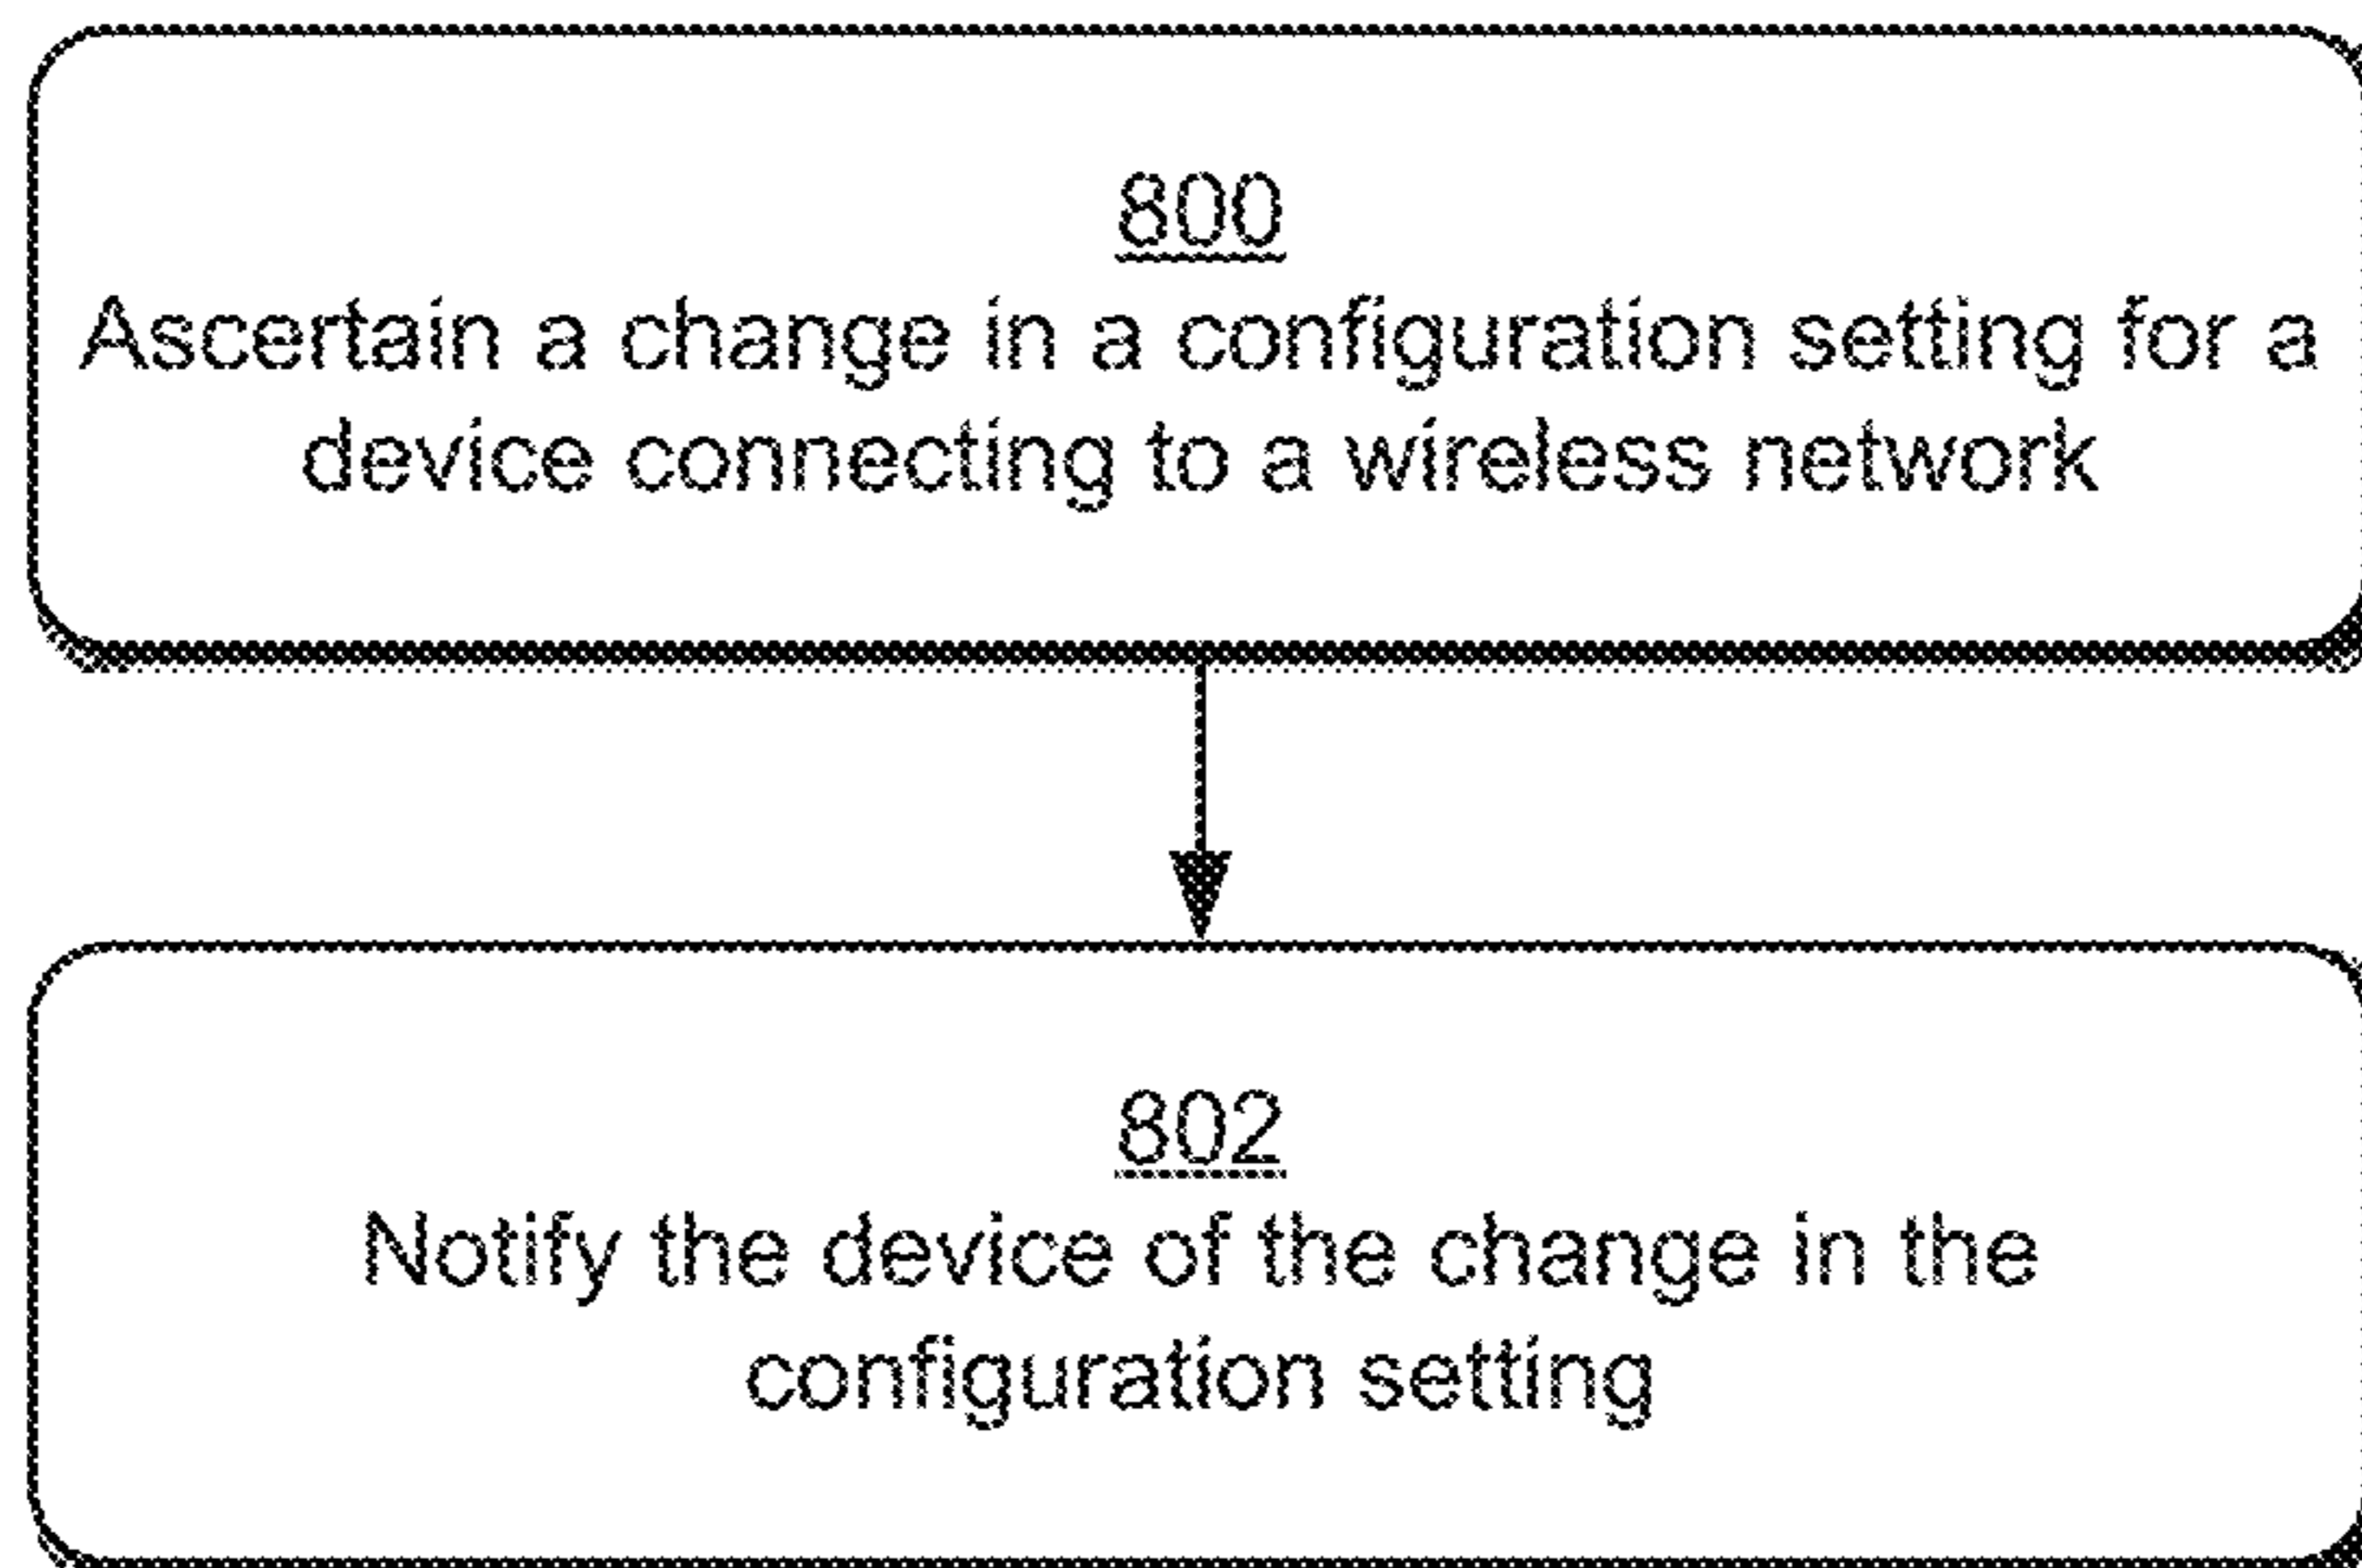 800
Ascertain a change in a configuration setting for a
device connecting to a wireless network
802
Notify the device of the change in the
configuration setting